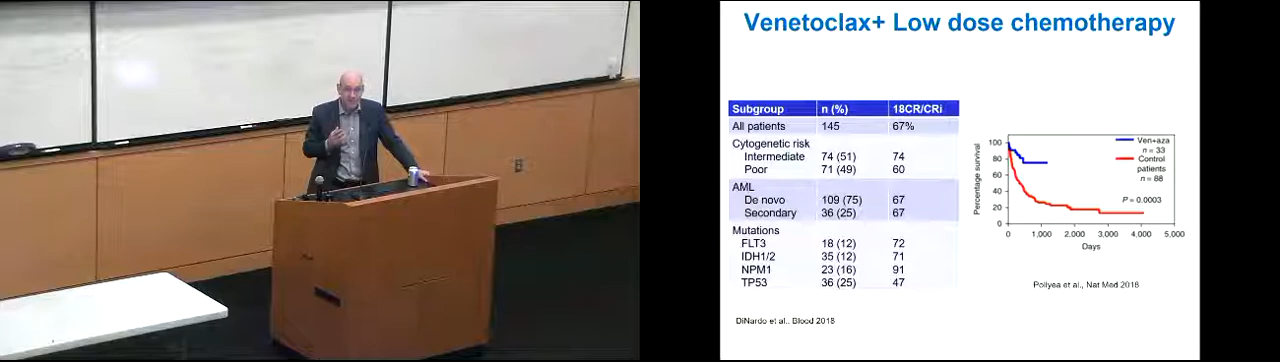 Venetoclax+ Low dose chemotherapy
Subgroup n (%) 18CR/CRi
All patients 145 67%
Cytogenetic risk
Intermediate 74 (51) 74
Poor 71 (49) 60
AML
De novo 109 (75) 67
Secondary 36 (25) 67
Mutations
FLT3 18 (12) 72
IDH1/2 35 (12) 71
NPM1 23 (16) 91
TP53 36 (25) 47
Percentage survival
100
80
60
40
20
0
Ven+aza
n = 33
Control
patients
n = 88
P = 0.0003
0 1,000 2,000 3,000 4,000 5,000
Days
Pollyea et al., Nat Med 2018
DiNardo et al.. Blood 2018